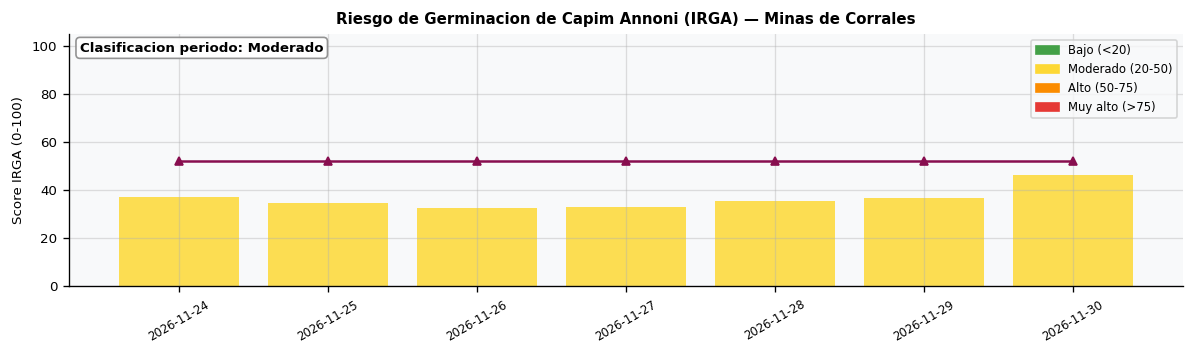 Riesgo de Germinacion de Capim Annoni (IRGA) — Minas de Corrales
Clasificacion periodo: Moderado
Bajo (<20)
Moderado (20-50)
Alto (50-75)
Muy alto (>75)
Score IRGA (0-100)
100
80
60
40
20
0
2026-11-24
2026-11-25
2026-11-26
2026-11-27
2026-11-28
2026-11-29
2026-11-30